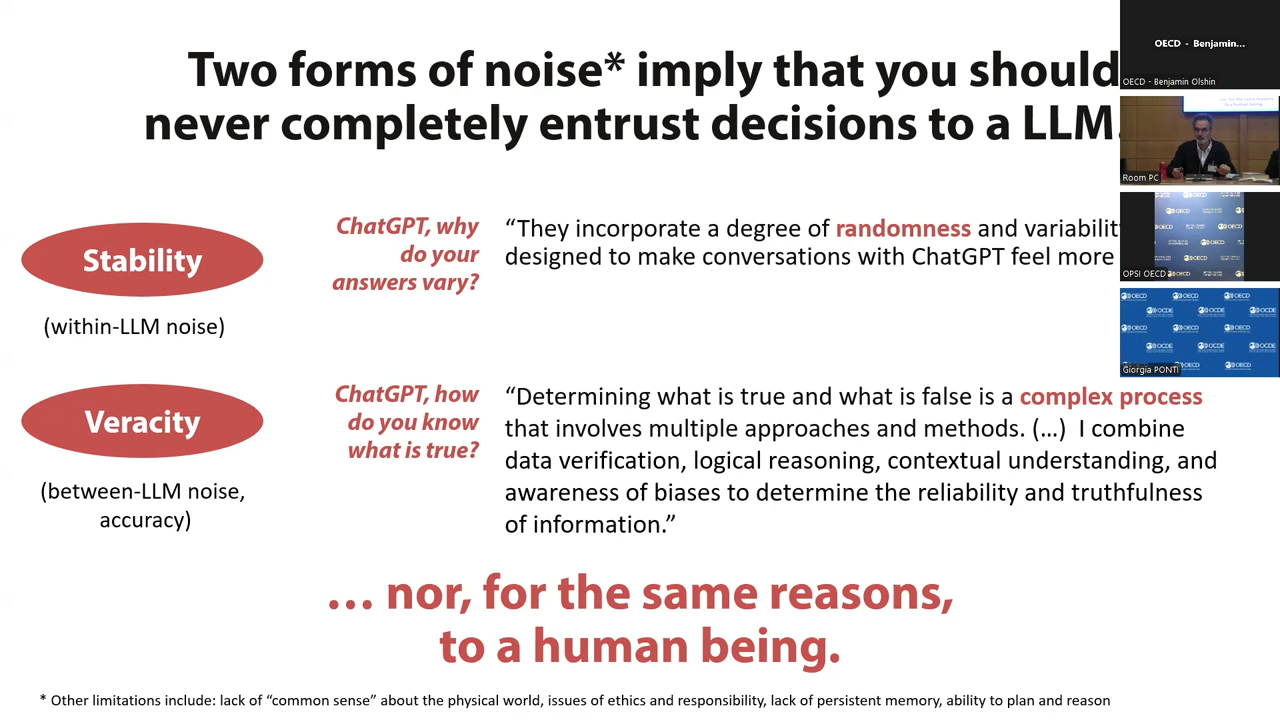 Two forms of noise* imply that you should
never completely entrust decisions to a LLM.
Stability
(within-LLM noise)
ChatGPT, why
do your
answers vary?
“They incorporate a degree of randomness and variability
designed to make conversations with ChatGPT feel more
Veracity
(between-LLM noise,
accuracy)
ChatGPT, how
do you know
what is true?
“Determining what is true and what is false is a complex process
that involves multiple approaches and methods. (…) I combine
data verification, logical reasoning, contextual understanding, and
awareness of biases to determine the reliability and truthfulness
of information.”
… nor, for the same reasons,
to a human being.
* Other limitations include: lack of “common sense” about the physical world, issues of ethics and responsibility, lack of persistent memory, ability to plan and reason
OECD - Benjamin...
OECD - Benjamin Olshin
Room PC
OPSI OECD
OECD
OCDE
Giorgia PONTI